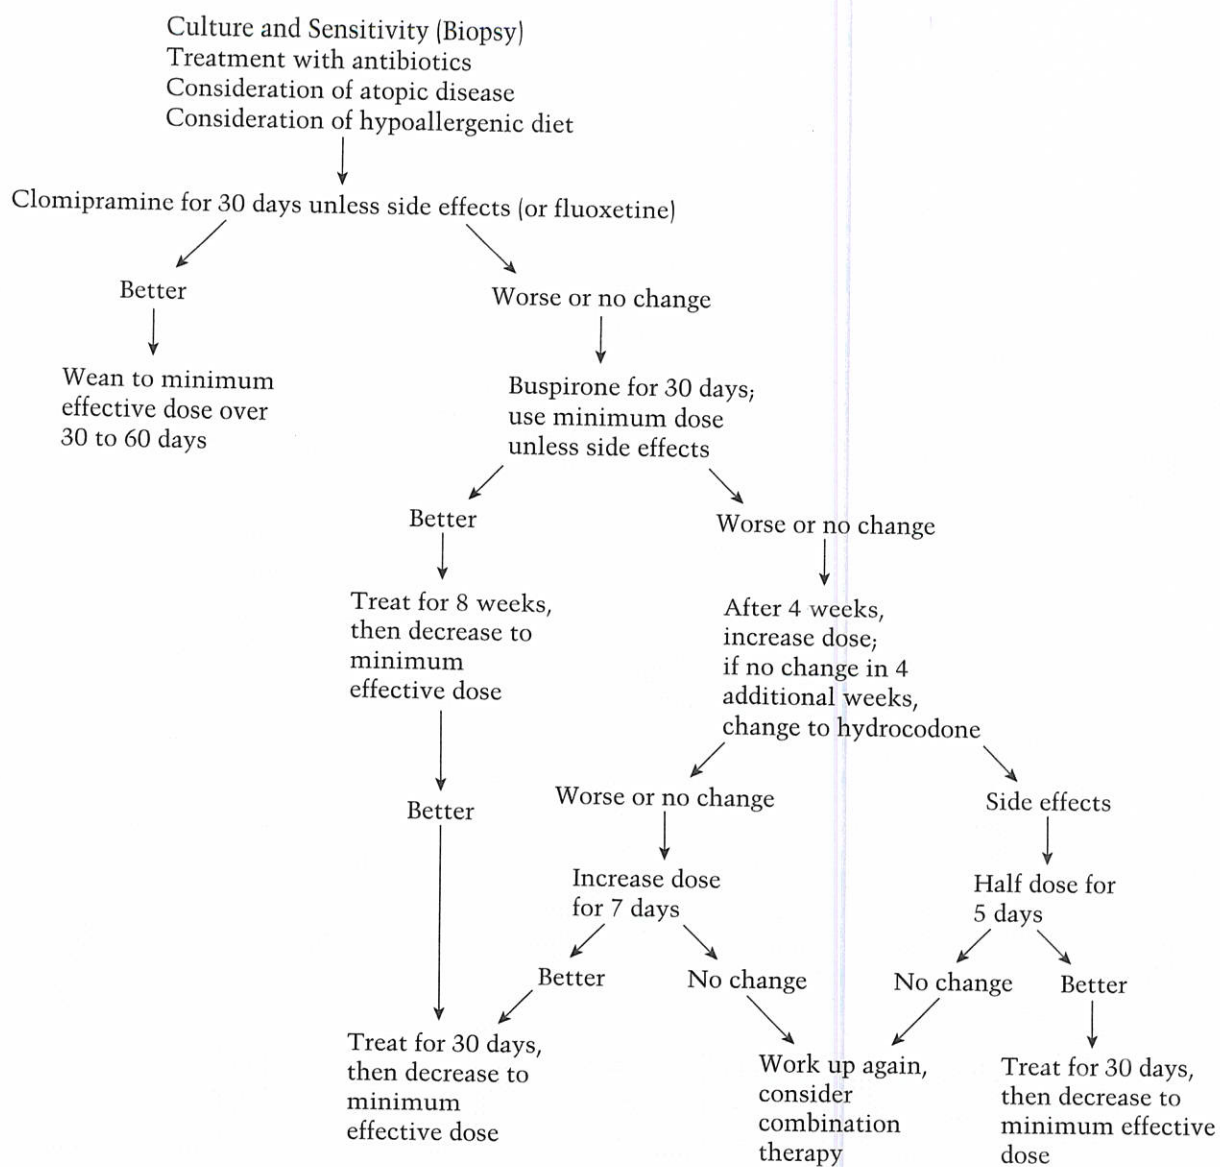 Culture and Sensitivity (Biopsy)
Treatment with antibiotics
Consideration of atopic disease
Consideration of hypoallergenic diet
Clomipramine for 30 days unless side effects (or fluoxetine)
Better
Worse or no change
Wean to minimum
effective dose over
30 to 60 days
Buspirone for 30 days;
use minimum dose
unless side effects
Better
Worse or no change
Treat for 8 weeks,
then decrease to
minimum
effective dose
After 4 weeks,
increase dose;
if no change in 4
additional weeks,
change to hydrocodone
Better
Worse or no change
Side effects
Increase dose
for 7 days
Half dose for
5 days
Better
No change
No change
Better
Treat for 30 days,
then decrease to
minimum
effective dose
Work up again,
consider
combination
therapy
Treat for 30 days,
then decrease to
minimum effective
dose